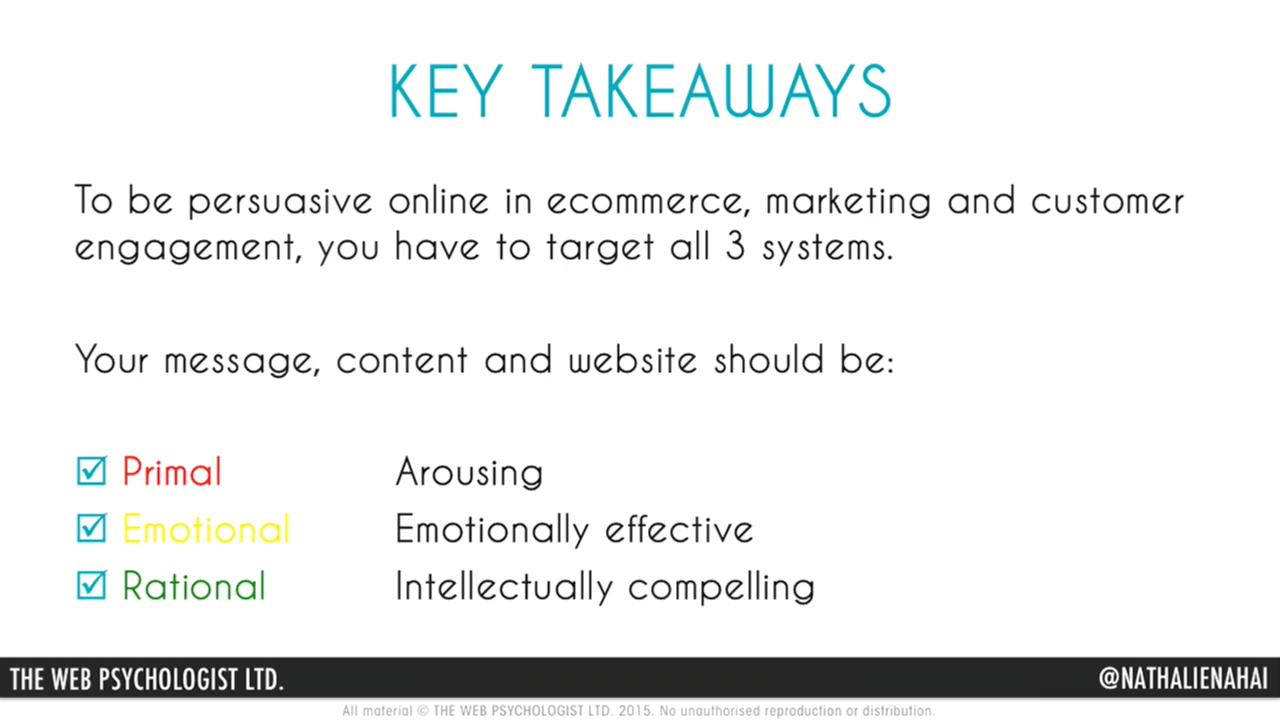 KEY TAKEAWAYS
To be persuasive online in ecommerce, marketing and customer
engagement, you have to target all 3 systems.
Your message, content and website should be:
Primal Arousing
Emotional Emotionally effective
Rational Intellectually compelling
THE WEB PSYCHOLOGIST LTD. @NATHALIENAHAI
All material © THE WEB PSYCHOLOGIST LTD. 2015. No unauthorised reproduction or distribution.